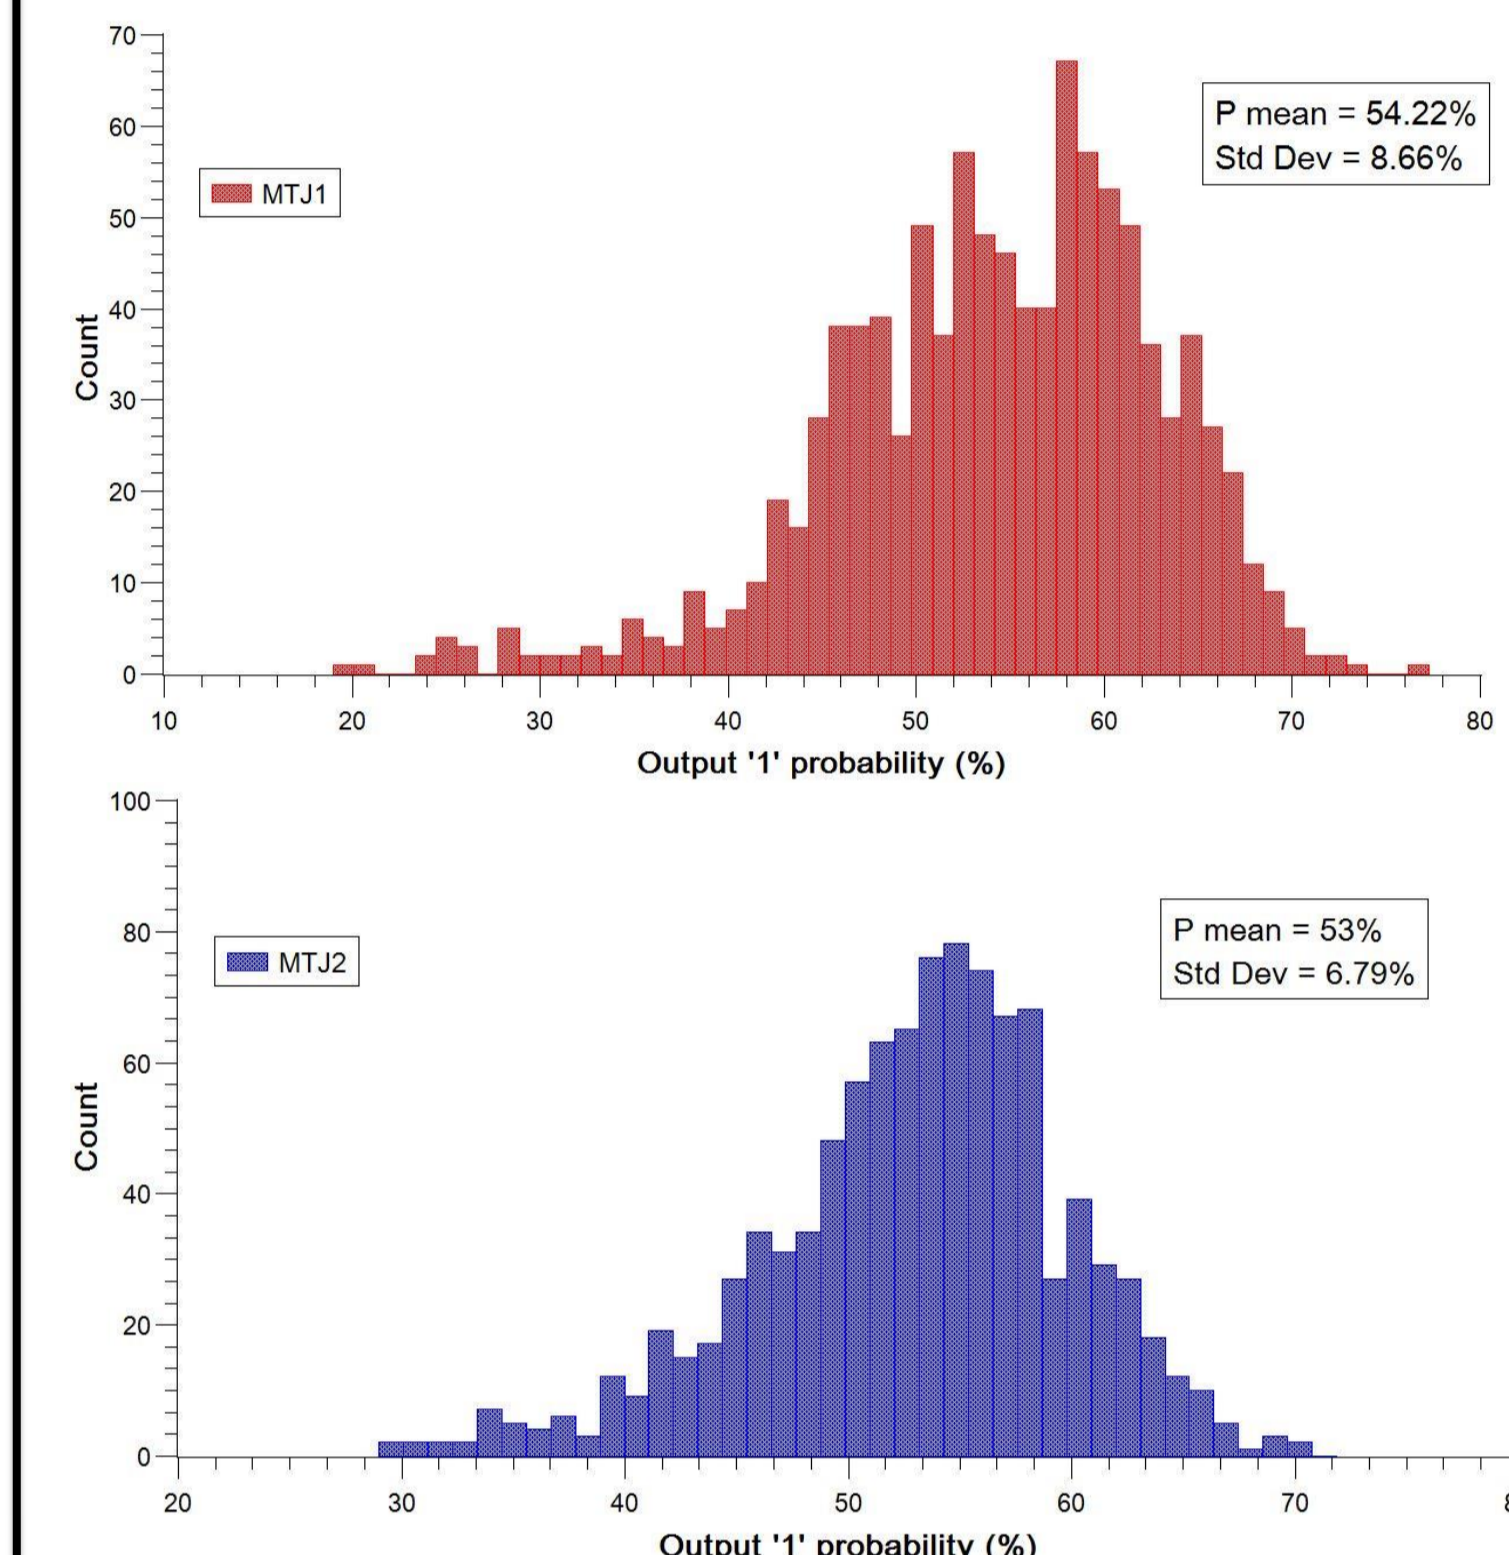 70
60
50
40
30
20
10
0
Count
MTJ1
P mean = 54.22%
Std Dev = 8.66%
10 20 30 40 50 60 70 80
Output '1' probability (%)
100
80
60
40
20
0
Count
MTJ2
P mean = 53%
Std Dev = 6.79%
20 30 40 50 60 70
Output '1' probability (%)